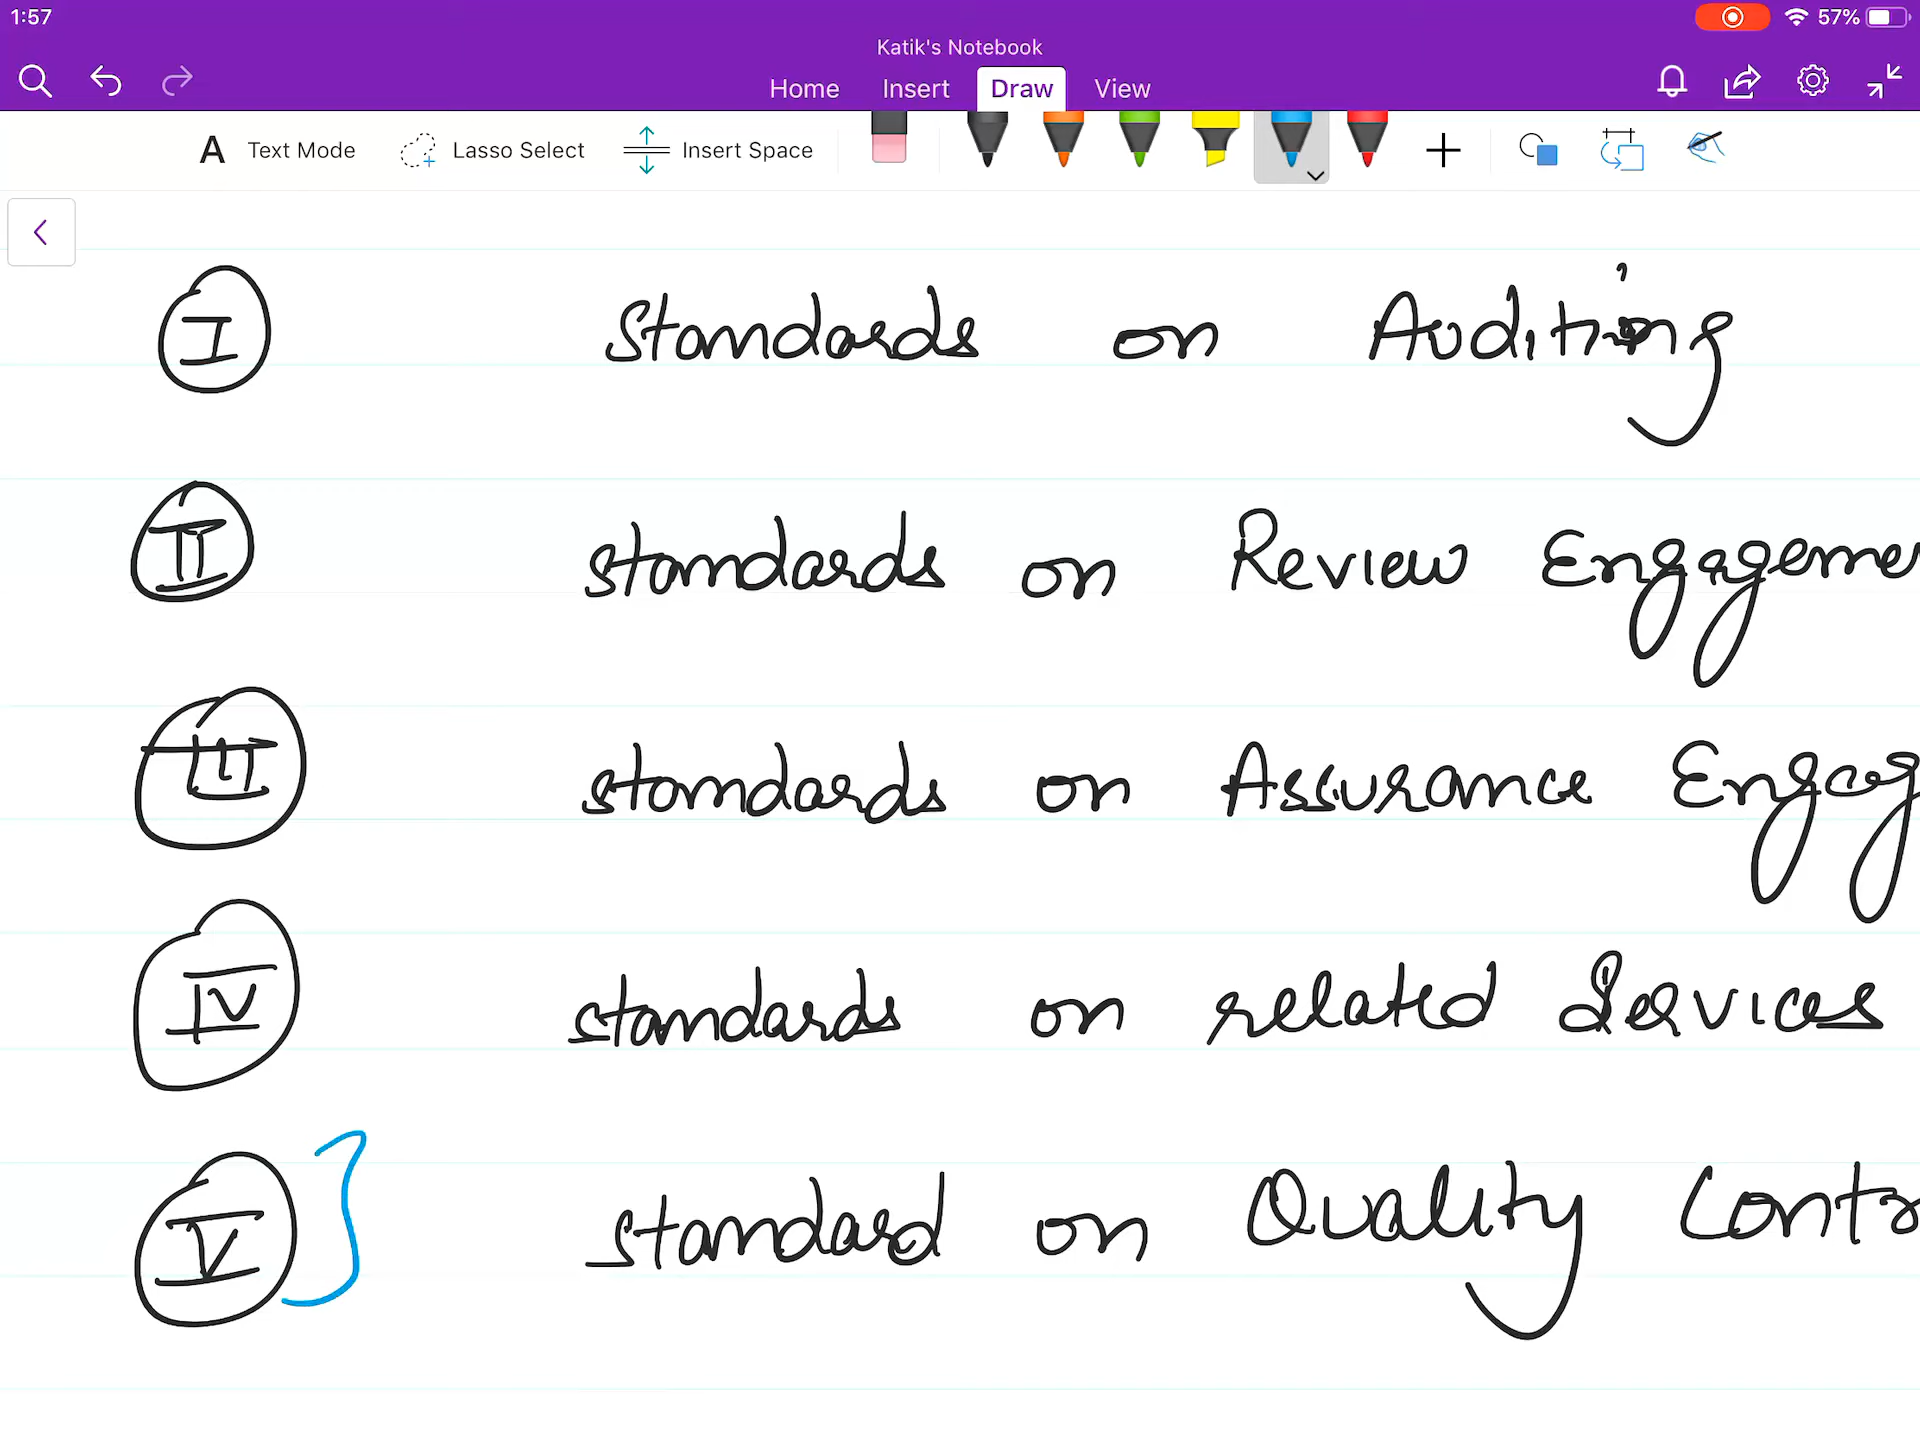 1:57
57%
Katik's Notebook
Home Insert Draw View
A Text Mode Lasso Select Insert Space
I Standards on Auditing
II standards on Review Engageme
III standards on Assurance Engag
IV standards on related Services
V standard on Quality Contr